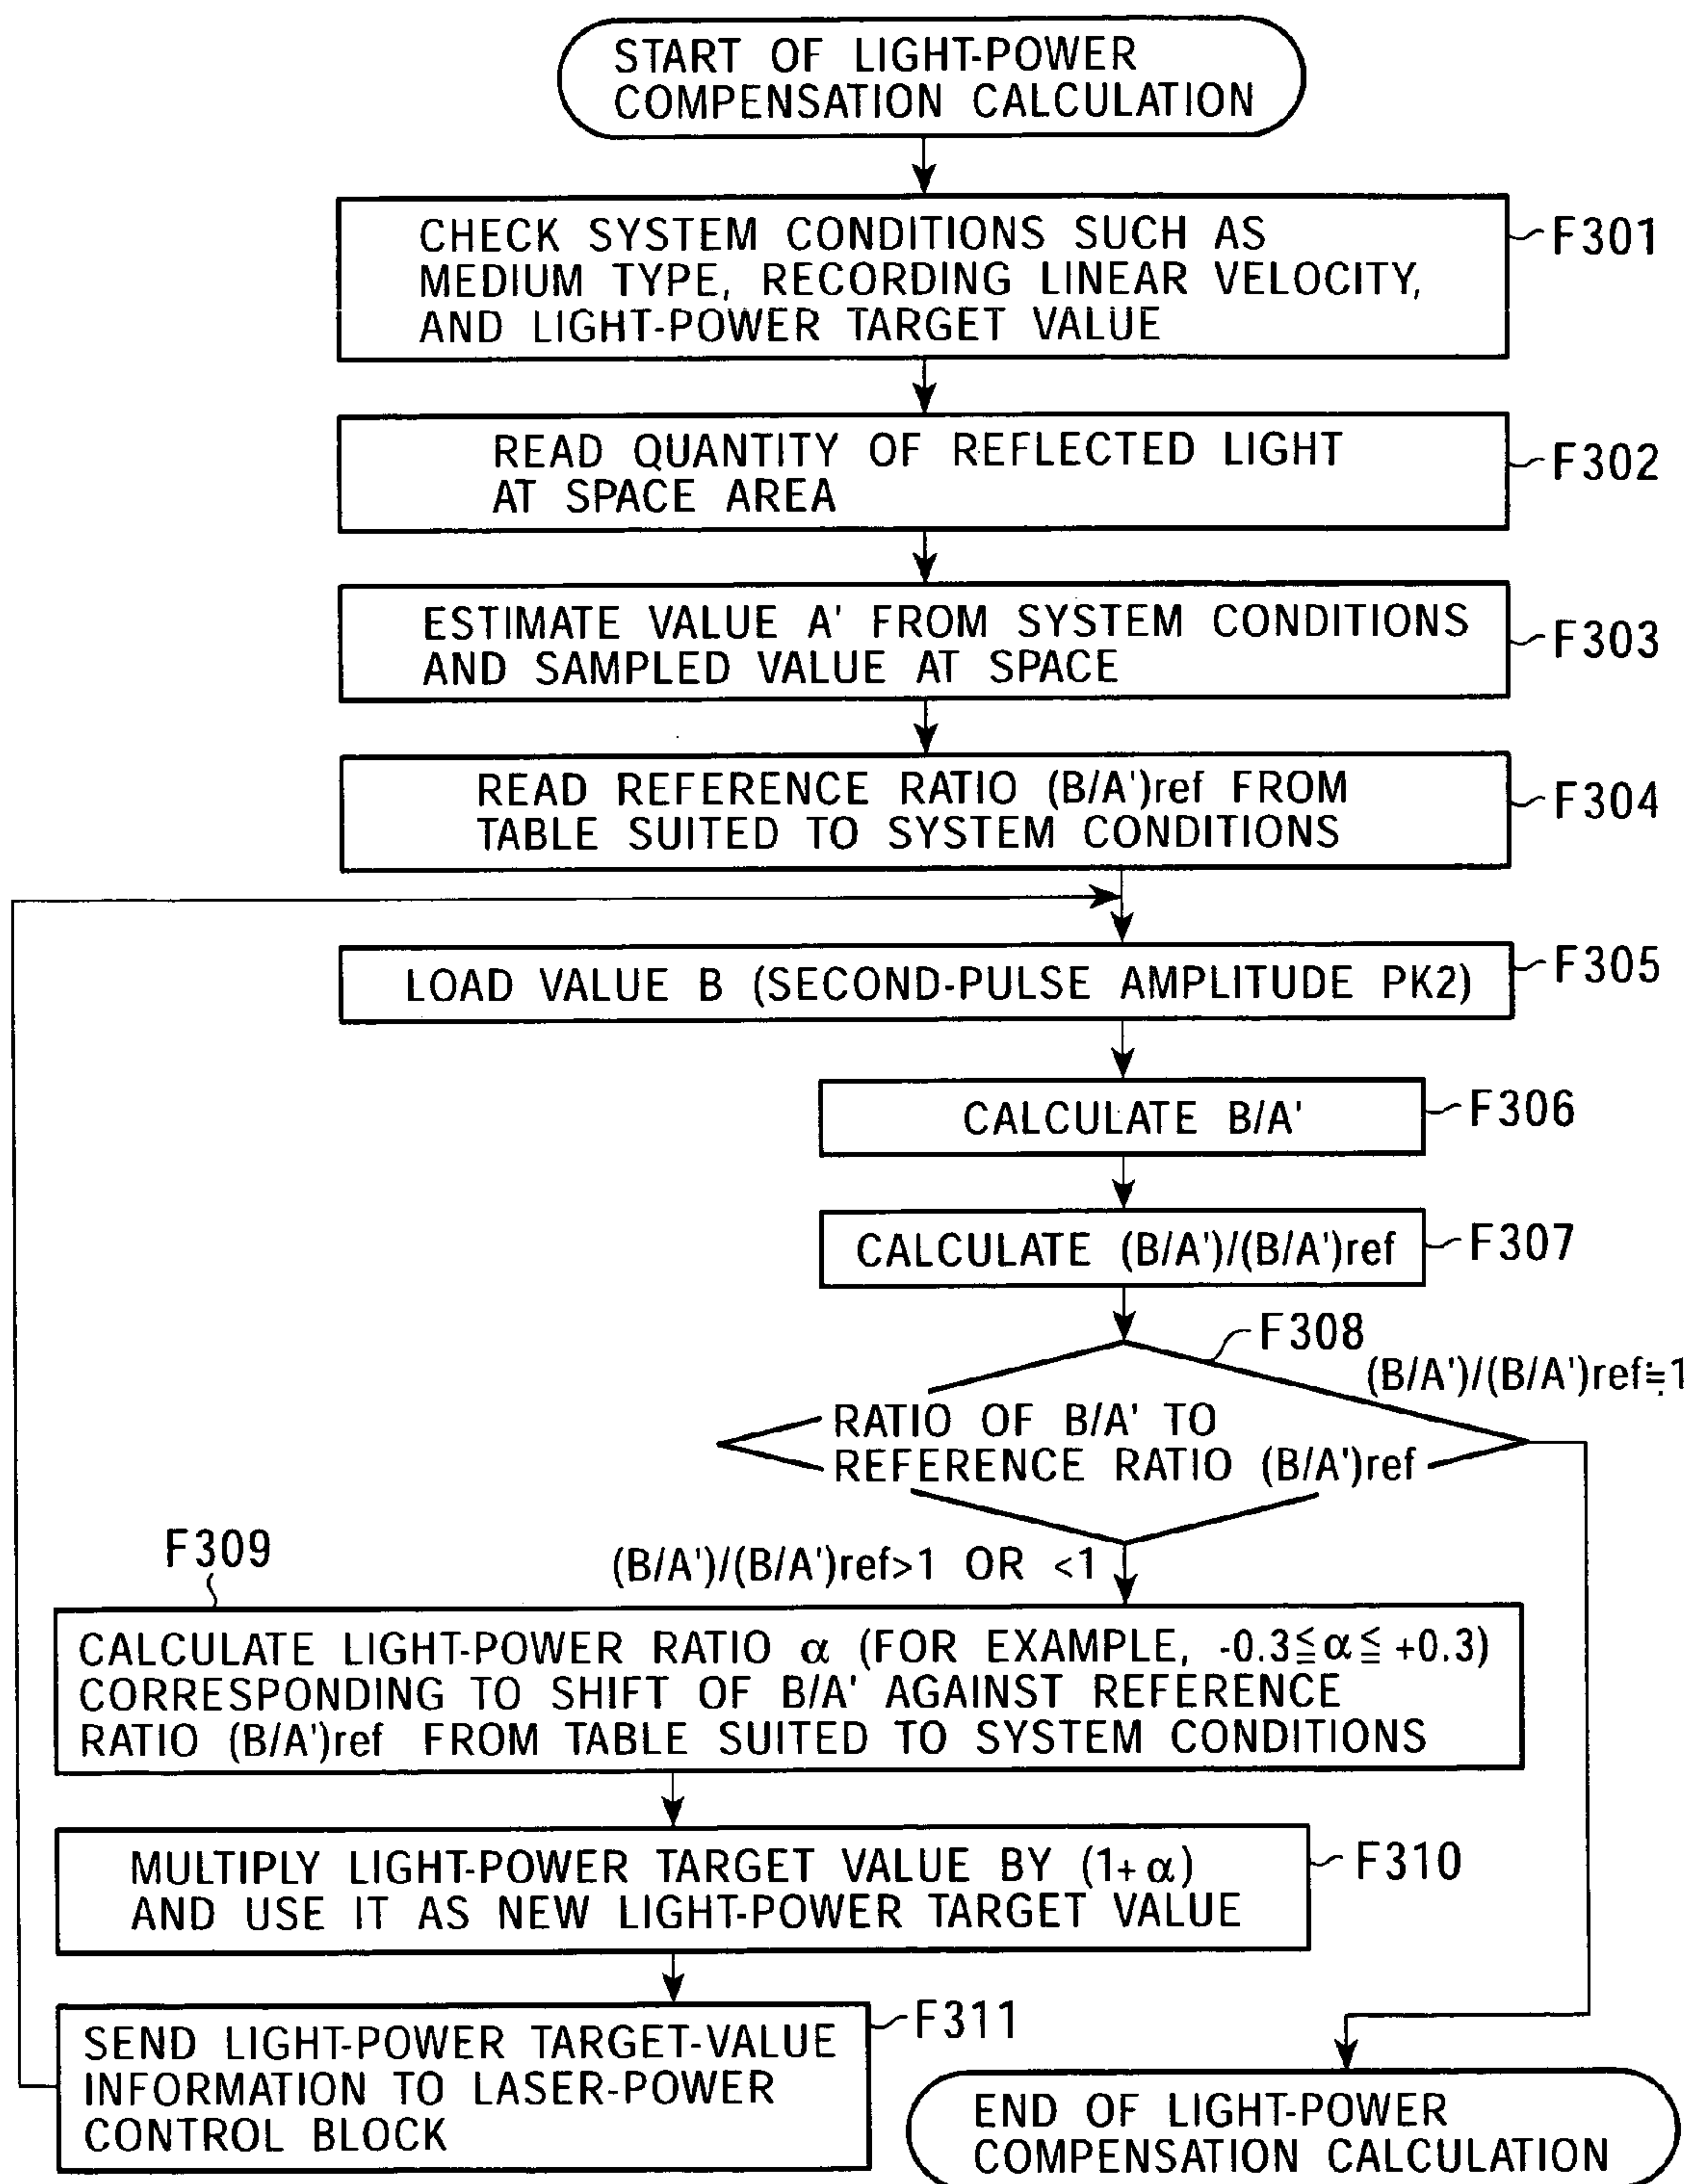 START OF LIGHT-POWER
COMPENSATION CALCULATION
CHECK SYSTEM CONDITIONS SUCH AS
MEDIUM TYPE, RECORDING LINEAR VELOCITY,
AND LIGHT-POWER TARGET VALUE
F301
READ QUANTITY OF REFLECTED LIGHT
AT SPACE AREA
F302
ESTIMATE VALUE A' FROM SYSTEM CONDITIONS
AND SAMPLED VALUE AT SPACE
F303
READ REFERENCE RATIO (B/A')ref FROM
TABLE SUITED TO SYSTEM CONDITIONS
F304
LOAD VALUE B (SECOND-PULSE AMPLITUDE PK2)
F305
CALCULATE B/A'
F306
CALCULATE (B/A')/(B/A')ref
F307
F308
(B/A')/(B/A')ref≒1
RATIO OF B/A' TO
REFERENCE RATIO (B/A')ref
(B/A')/(B/A')ref>1 OR <1
F309
CALCULATE LIGHT-POWER RATIO α (FOR EXAMPLE, -0.3≦α≦ +0.3)
CORRESPONDING TO SHIFT OF B/A' AGAINST REFERENCE
RATIO (B/A')ref FROM TABLE SUITED TO SYSTEM CONDITIONS
MULTIPLY LIGHT-POWER TARGET VALUE BY (1+α)
AND USE IT AS NEW LIGHT-POWER TARGET VALUE
F310
SEND LIGHT-POWER TARGET-VALUE
INFORMATION TO LASER-POWER
CONTROL BLOCK
F311
END OF LIGHT-POWER
COMPENSATION CALCULATION